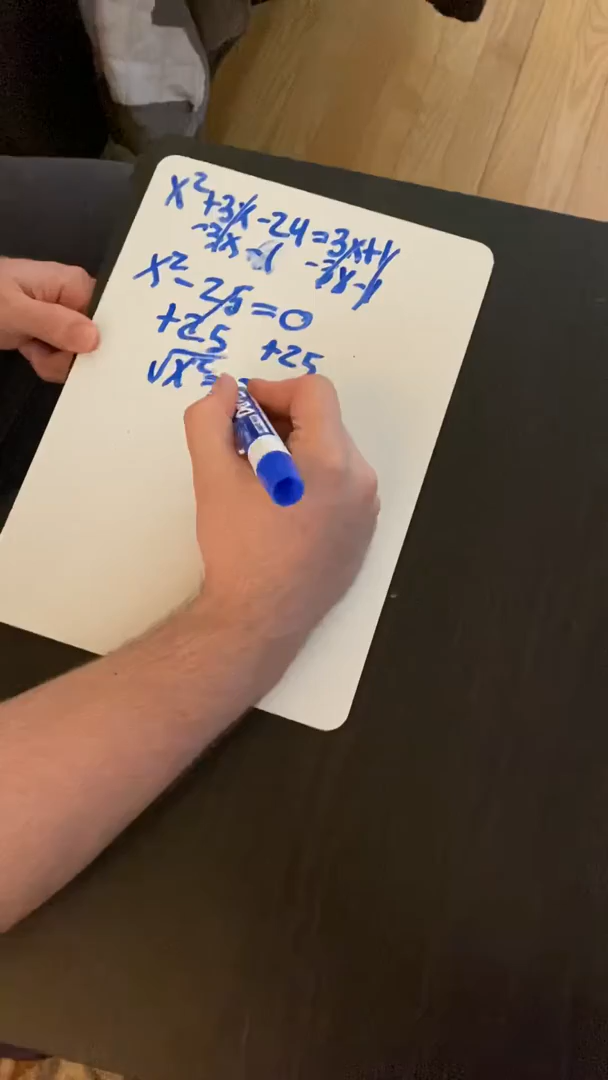 x²+3x-24=3x+1
-3x-1 -3x-1
x²-25=0
+25 +25
√x²=